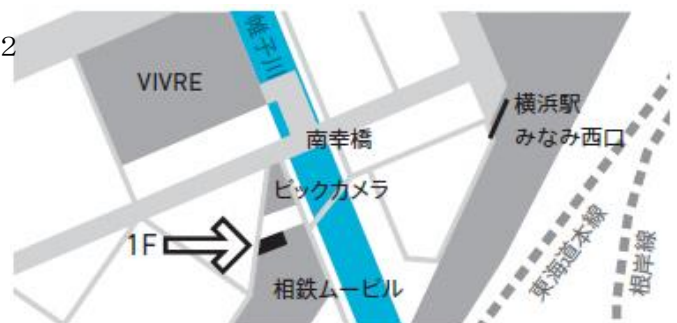 2
帷子川
VIVRE
横浜駅
みなみ西口
南幸橋
ビックカメラ
1F
相鉄ムービル
東海道本線
根岸線